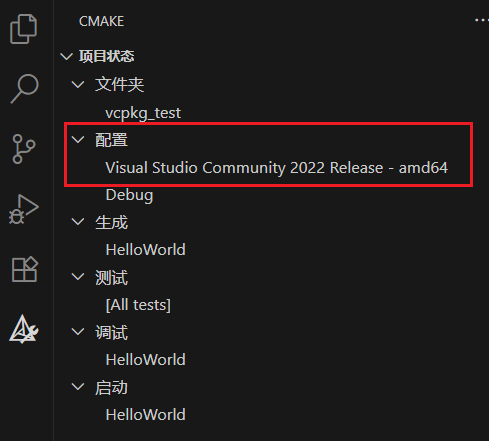 CMAKE
项目状态
文件夹
vcpkg_test
配置
Visual Studio Community 2022 Release - amd64
Debug
生成
HelloWorld
测试
[All tests]
调试
HelloWorld
启动
HelloWorld